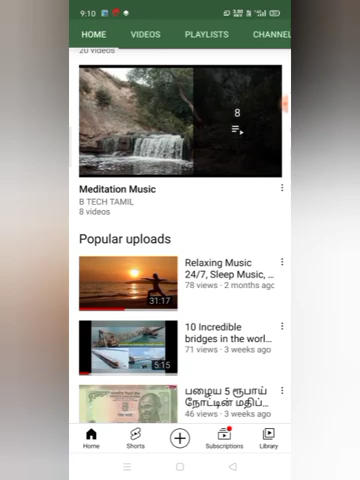 9:10
HOME VIDEOS PLAYLISTS CHANNEL
20 videos
8
Meditation Music
B TECH TAMIL
8 videos
Popular uploads
Relaxing Music
24/7, Sleep Music, ...
78 views · 2 months ago
31:17
10 Incredible
bridges in the worl...
71 views · 3 weeks ago
5:15
பழைய 5 ரூபாய்
நோட்டின் மதிப்...
46 views · 3 weeks ago
Home Shorts Subscriptions Library